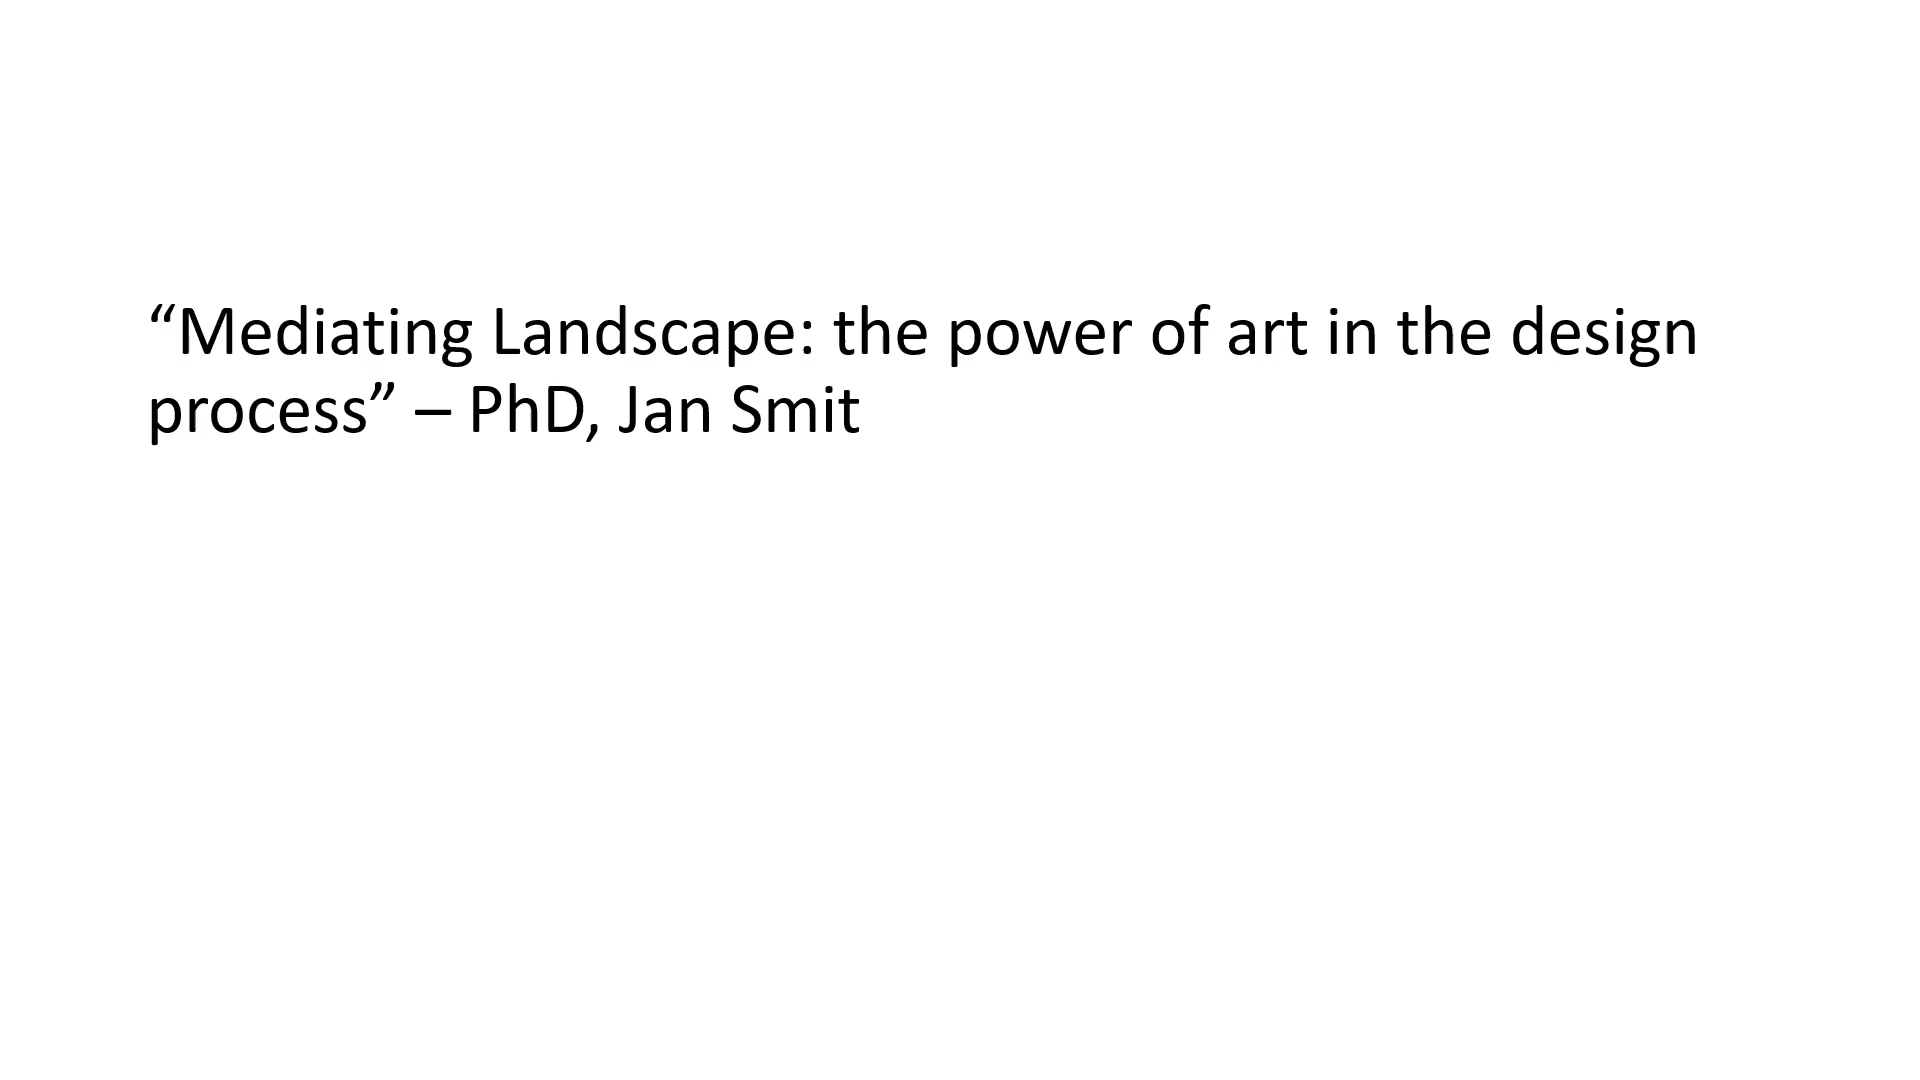 “Mediating Landscape: the power of art in the design
process” – PhD, Jan Smit